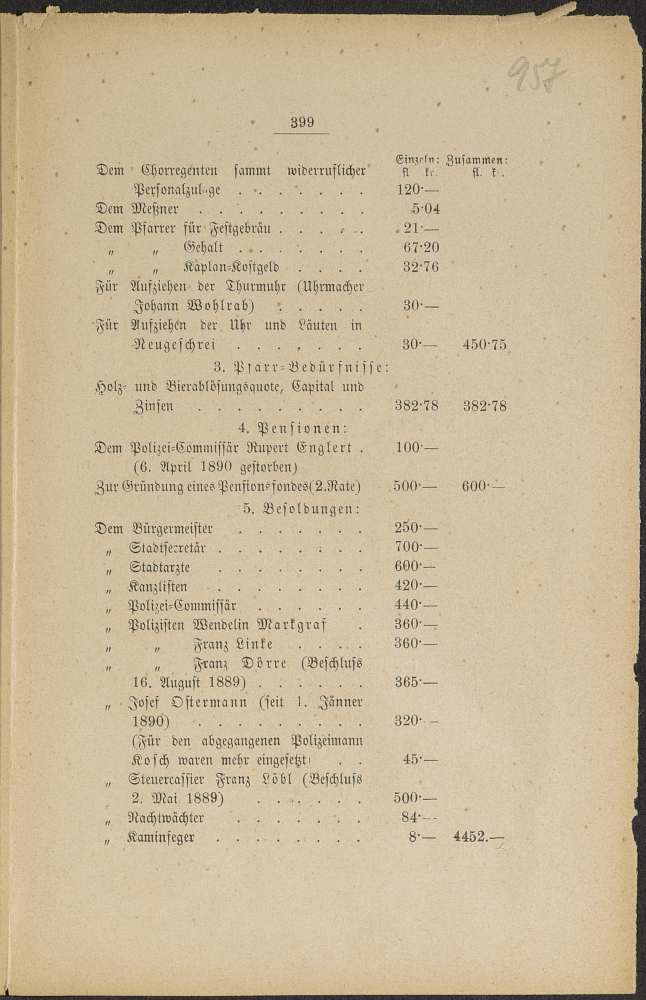 957
399
Einzeln: Zusammen:
fl kr. fl. k.
Dem Chorregenten sammt widerruflicher
Personalzulage . . . . . . . 120·—
Dem Meßner . . . . . . . . . 5·04
Dem Pfarrer für Festgebräu . . . . . 21·—
„ „ Gehalt . . . . . . 67·20
„ „ Kaplan-Kostgeld . . . . 32·76
Für Aufziehen der Thurmuhr (Uhrmacher
Johann Wohlrab) . . . . . 30·—
Für Aufziehen der Uhr und Läuten in
Neugeschrei . . . . . . . 30·— 450·75
3. Pfarr-Bedürfnisse:
Holz- und Bierablösungsquote, Capital und
Zinsen . . . . . . . . . 382·78 382·78
4. Pensionen:
Dem Polizei-Commissär Rupert Englert . 100·—
(6. April 1890 gestorben)
Zur Gründung eines Pensionsfondes (2. Rate) 500·— 600·—
5. Besoldungen:
Dem Bürgermeister . . . . . . . 250·—
„ Stadtsecretär . . . . . . . . 700·—
„ Stadtarzte . . . . . . . . 600·—
„ Kanzlisten . . . . . . . . 420·—
„ Polizei-Commissär . . . . . . 440·—
„ Polizisten Wendelin Markgraf . 360·—
„ „ Franz Linke . . . . 360·—
„ „ Franz Dörre (Beschluss
16. August 1889) . . . . . . 365·—
„ Josef Ostermann (seit 1. Jänner
1890) . . . . . . . . . 320·—
(Für den abgegangenen Polizeimann
Kosch waren mehr eingesetzt) . . 45·—
„ Steuercassier Franz Löbl (Beschluss
2. Mai 1889) . . . . . . 500·—
„ Nachtwächter . . . . . . . 84·—
„ Kaminfeger . . . . . . . . 8·— 4452.—